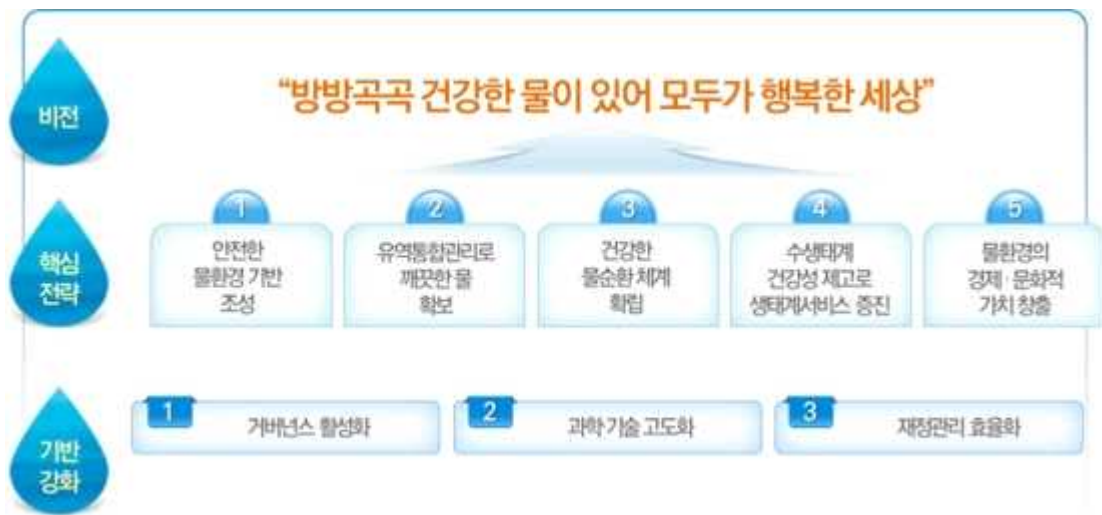 비전
“방방곡곡 건강한 물이 있어 모두가 행복한 세상”
핵심
전략
1
안전한
물환경 기반
조성
2
유역통합관리로
깨끗한 물
확보
3
건강한
물순환 체계
확립
4
수생태계
건강성 제고로
생태계서비스 증진
5
물환경의
경제·문화적
가치 창출
기반
강화
1 거버넌스 활성화
2 과학 기술 고도화
3 재정관리 효율화